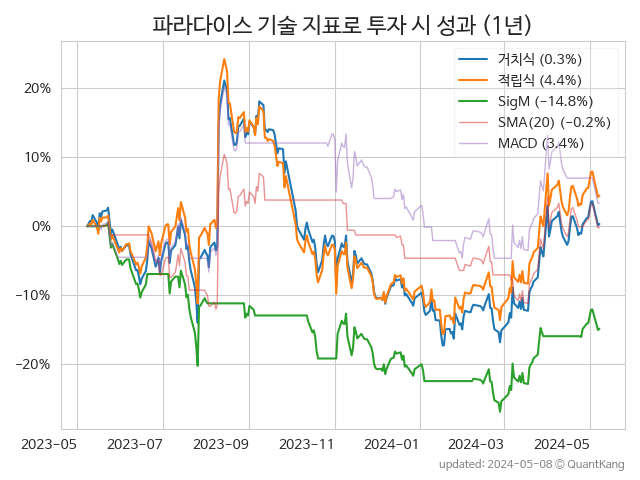 파라다이스 기술 지표로 투자 시 성과 (1년)
거치식 (0.3%)
적립식 (4.4%)
SigM (−14.8%)
SMA(20) (−0.2%)
MACD (3.4%)
20%
10%
0%
−10%
−20%
2023−05 2023−07 2023−09 2023−11 2024−01 2024−03 2024−05
updated: 2024−05−08 © QuantKang